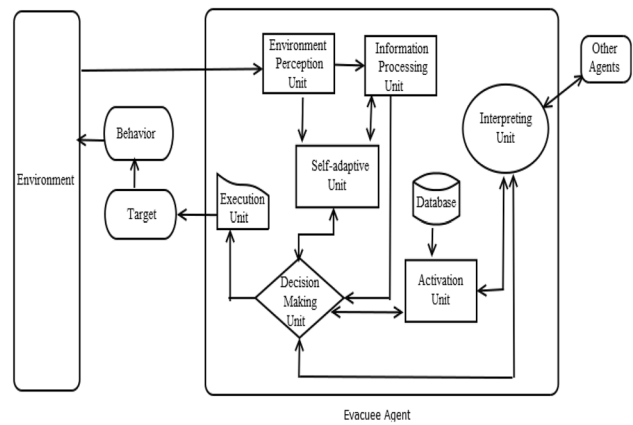 Environment
Perception
Unit
Information
Processing
Unit
Other
Agents
Interpreting
Unit
Behavior
Self-adaptive
Unit
Environment
Target
Execution
Unit
Database
Decision
Making
Unit
Activation
Unit
Evacuee Agent